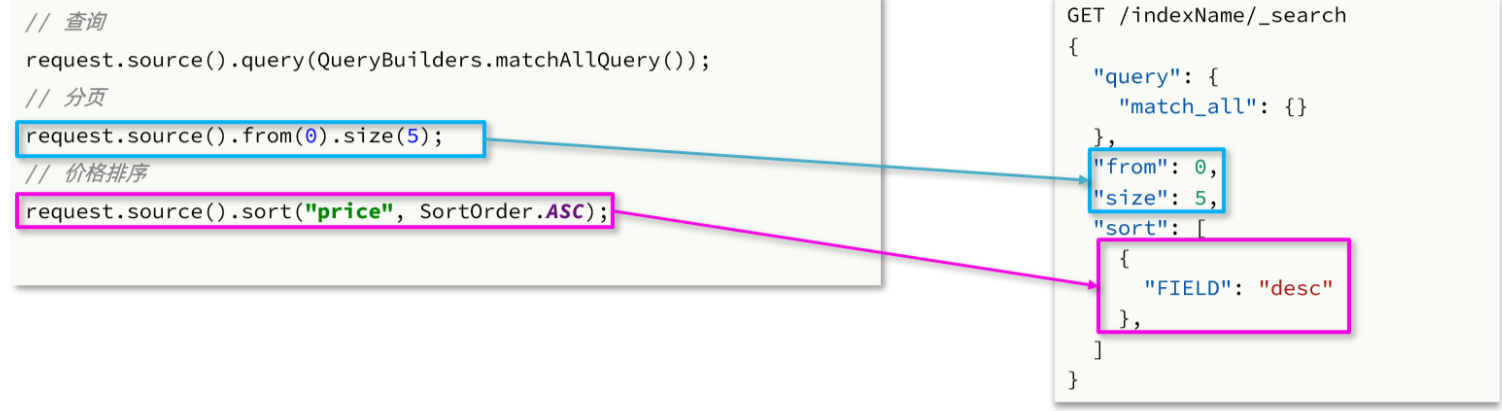 // 查询
request.source().query(QueryBuilders.matchAllQuery());
// 分页
request.source().from(0).size(5);
// 价格排序
request.source().sort("price", SortOrder.ASC);
GET /indexName/_search
{
  "query": {
    "match_all": {}
  },
  "from": 0,
  "size": 5,
  "sort": [
    {
      "FIELD": "desc"
    },
  ]
}